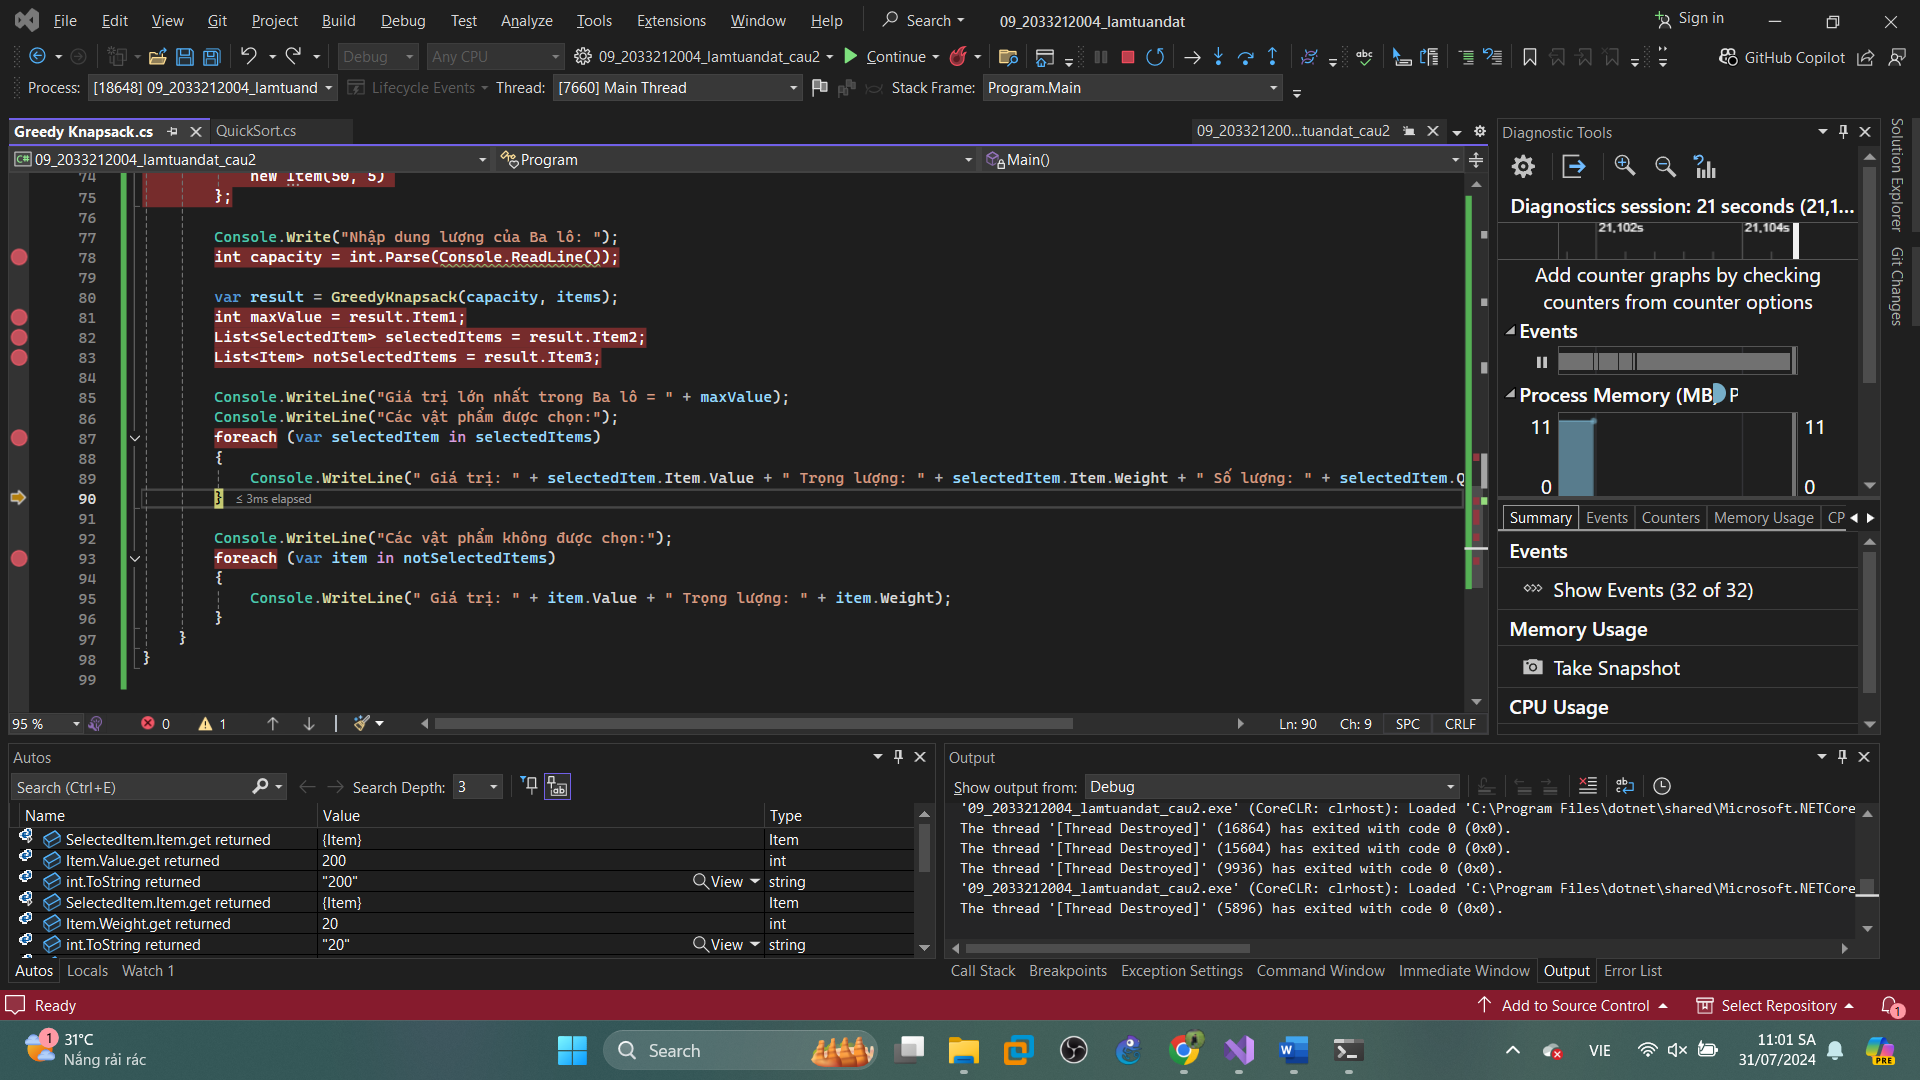 File Edit View Git Project Build Debug Test Analyze Tools Extensions Window Help Search 09_2033212004_lamtuandat Sign in
Debug Any CPU 09_2033212004_lamtuandat_cau2 Continue GitHub Copilot
Process: [18648] 09_2033212004_lamtuand Lifecycle Events Thread: [7660] Main Thread Stack Frame: Program.Main
Greedy Knapsack.cs QuickSort.cs 09_203321200...tuandat_cau2
09_2033212004_lamtuandat_cau2 Program Main()
74 new Item(50, 5)
75 };
76
77 Console.Write("Nhập dung lượng của Ba lô: ");
78 int capacity = int.Parse(Console.ReadLine());
79
80 var result = GreedyKnapsack(capacity, items);
81 int maxValue = result.Item1;
82 List<SelectedItem> selectedItems = result.Item2;
83 List<Item> notSelectedItems = result.Item3;
84
85 Console.WriteLine("Giá trị lớn nhất trong Ba lô = " + maxValue);
86 Console.WriteLine("Các vật phẩm được chọn:");
87 foreach (var selectedItem in selectedItems)
88 {
89 Console.WriteLine(" Giá trị: " + selectedItem.Item.Value + " Trọng lượng: " + selectedItem.Item.Weight + " Số lượng: " + selectedItem.Q
90 } ≤ 3ms elapsed
91
92 Console.WriteLine("Các vật phẩm không được chọn:");
93 foreach (var item in notSelectedItems)
94 {
95 Console.WriteLine(" Giá trị: " + item.Value + " Trọng lượng: " + item.Weight);
96 }
97 }
98 }
99
95 % 0 1 Ln: 90 Ch: 9 SPC CRLF
Diagnostic Tools
Diagnostics session: 21 seconds (21,1...
21,102s 21,104s
Add counter graphs by checking
counters from counter options
Events
Process Memory (MB) P
11 11
0 0
Summary Events Counters Memory Usage CP
Events
Show Events (32 of 32)
Memory Usage
Take Snapshot
CPU Usage
Solution Explorer
Git Changes
Autos
Search (Ctrl+E) Search Depth: 3
Name Value Type
SelectedItem.Item.get returned {Item} Item
Item.Value.get returned 200 int
int.ToString returned "200" View string
SelectedItem.Item.get returned {Item} Item
Item.Weight.get returned 20 int
int.ToString returned "20" View string
Autos Locals Watch 1
Output
Show output from: Debug
'09_2033212004_lamtuandat_cau2.exe' (CoreCLR: clrhost): Loaded 'C:\Program Files\dotnet\shared\Microsoft.NETCore
The thread '[Thread Destroyed]' (16864) has exited with code 0 (0x0).
The thread '[Thread Destroyed]' (15604) has exited with code 0 (0x0).
The thread '[Thread Destroyed]' (9936) has exited with code 0 (0x0).
'09_2033212004_lamtuandat_cau2.exe' (CoreCLR: clrhost): Loaded 'C:\Program Files\dotnet\shared\Microsoft.NETCore
The thread '[Thread Destroyed]' (5896) has exited with code 0 (0x0).
Call Stack Breakpoints Exception Settings Command Window Immediate Window Output Error List
Ready Add to Source Control Select Repository 1
1 31°C
Nắng rải rác
Search
VIE
11:01 SA
31/07/2024
PRE